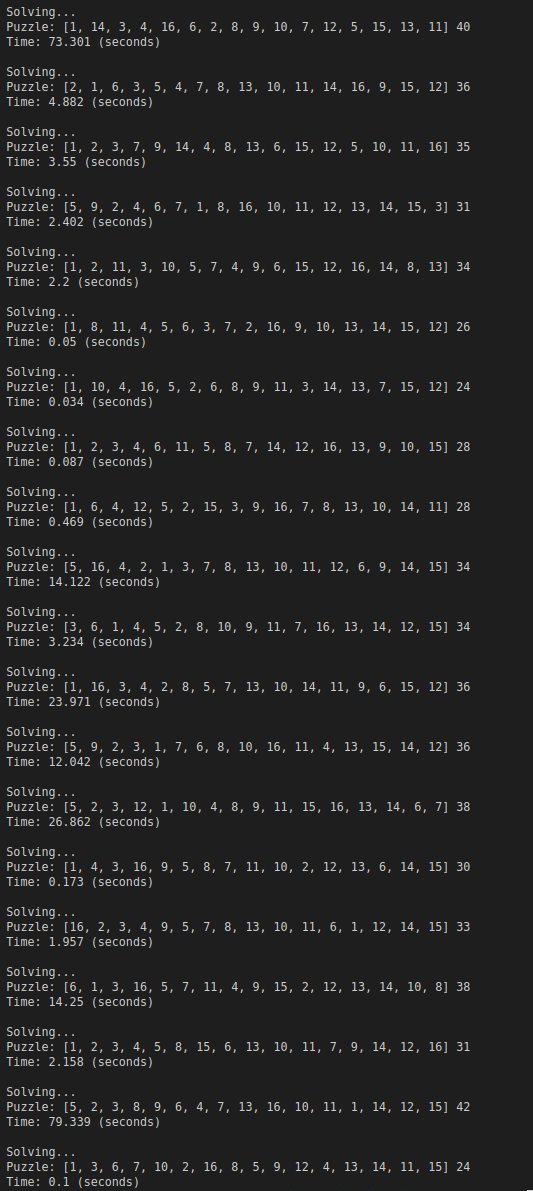 Solving...
Puzzle: [1, 14, 3, 4, 16, 6, 2, 8, 9, 10, 7, 12, 5, 15, 13, 11] 40
Time: 73.301 (seconds)
Solving...
Puzzle: [2, 1, 6, 3, 5, 4, 7, 8, 13, 10, 11, 14, 16, 9, 15, 12] 36
Time: 4.882 (seconds)
Solving...
Puzzle: [1, 2, 3, 7, 9, 14, 4, 8, 13, 6, 15, 12, 5, 10, 11, 16] 35
Time: 3.55 (seconds)
Solving...
Puzzle: [5, 9, 2, 4, 6, 7, 1, 8, 16, 10, 11, 12, 13, 14, 15, 3] 31
Time: 2.402 (seconds)
Solving...
Puzzle: [1, 2, 11, 3, 10, 5, 7, 4, 9, 6, 15, 12, 16, 14, 8, 13] 34
Time: 2.2 (seconds)
Solving...
Puzzle: [1, 8, 11, 4, 5, 6, 3, 7, 2, 16, 9, 10, 13, 14, 15, 12] 26
Time: 0.05 (seconds)
Solving...
Puzzle: [1, 10, 4, 16, 5, 2, 6, 8, 9, 11, 3, 14, 13, 7, 15, 12] 24
Time: 0.034 (seconds)
Solving...
Puzzle: [1, 2, 3, 4, 6, 11, 5, 8, 7, 14, 12, 16, 13, 9, 10, 15] 28
Time: 0.087 (seconds)
Solving...
Puzzle: [1, 6, 4, 12, 5, 2, 15, 3, 9, 16, 7, 8, 13, 10, 14, 11] 28
Time: 0.469 (seconds)
Solving...
Puzzle: [5, 16, 4, 2, 1, 3, 7, 8, 13, 10, 11, 12, 6, 9, 14, 15] 34
Time: 14.122 (seconds)
Solving...
Puzzle: [3, 6, 1, 4, 5, 2, 8, 10, 9, 11, 7, 16, 13, 14, 12, 15] 34
Time: 3.234 (seconds)
Solving...
Puzzle: [1, 16, 3, 4, 2, 8, 5, 7, 13, 10, 14, 11, 9, 6, 15, 12] 36
Time: 23.971 (seconds)
Solving...
Puzzle: [5, 9, 2, 3, 1, 7, 6, 8, 10, 16, 11, 4, 13, 15, 14, 12] 36
Time: 12.042 (seconds)
Solving...
Puzzle: [5, 2, 3, 12, 1, 10, 4, 8, 9, 11, 15, 16, 13, 14, 6, 7] 38
Time: 26.862 (seconds)
Solving...
Puzzle: [1, 4, 3, 16, 9, 5, 8, 7, 11, 10, 2, 12, 13, 6, 14, 15] 30
Time: 0.173 (seconds)
Solving...
Puzzle: [16, 2, 3, 4, 9, 5, 7, 8, 13, 10, 11, 6, 1, 12, 14, 15] 33
Time: 1.957 (seconds)
Solving...
Puzzle: [6, 1, 3, 16, 5, 7, 11, 4, 9, 15, 2, 12, 13, 14, 10, 8] 38
Time: 14.25 (seconds)
Solving...
Puzzle: [1, 2, 3, 4, 5, 8, 15, 6, 13, 10, 11, 7, 9, 14, 12, 16] 31
Time: 2.158 (seconds)
Solving...
Puzzle: [5, 2, 3, 8, 9, 6, 4, 7, 13, 16, 10, 11, 1, 14, 12, 15] 42
Time: 79.339 (seconds)
Solving...
Puzzle: [1, 3, 6, 7, 10, 2, 16, 8, 5, 9, 12, 4, 13, 14, 11, 15] 24
Time: 0.1 (seconds)